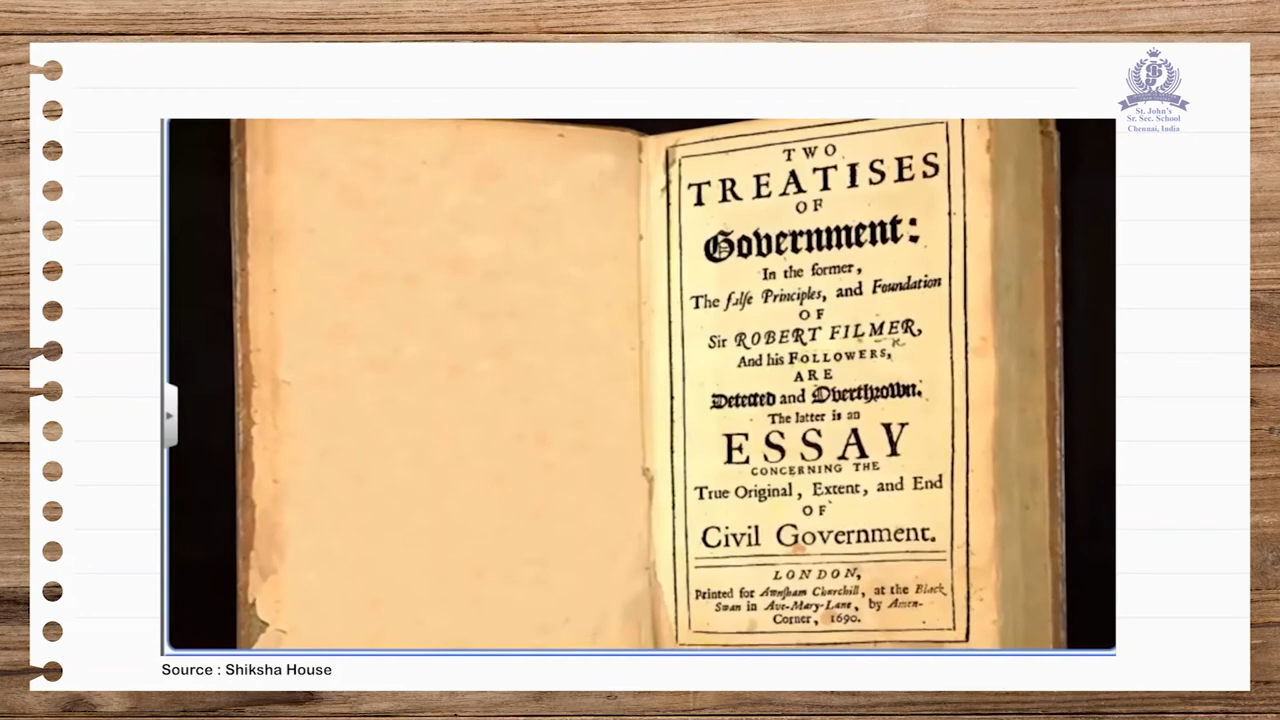 St. John's
Sr. Sec. School
Chennai, India
TWO
TREATISES
OF
Government:
In the former,
The false Principles, and Foundation
OF
Sir ROBERT FILMER,
And his FOLLOWERS,
ARE
Detected and Overthrown.
The latter is an
ESSAY
CONCERNING THE
True Original, Extent, and End
OF
Civil Government.
LONDON,
Printed for Awnsham Churchill, at the Black
Swan in Ave-Mary-Lane, by Amen-
Corner, 1690.
Source : Shiksha House